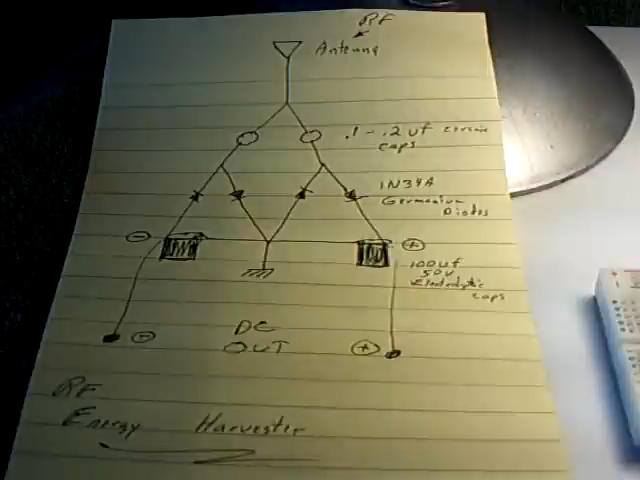 RF
Antenna
.1 - .2 uf ceramic
caps
1N34A
Germanium
Diodes
100uf
50v
Electrolytic
caps
DC
OUT
RF
Energy Harvester